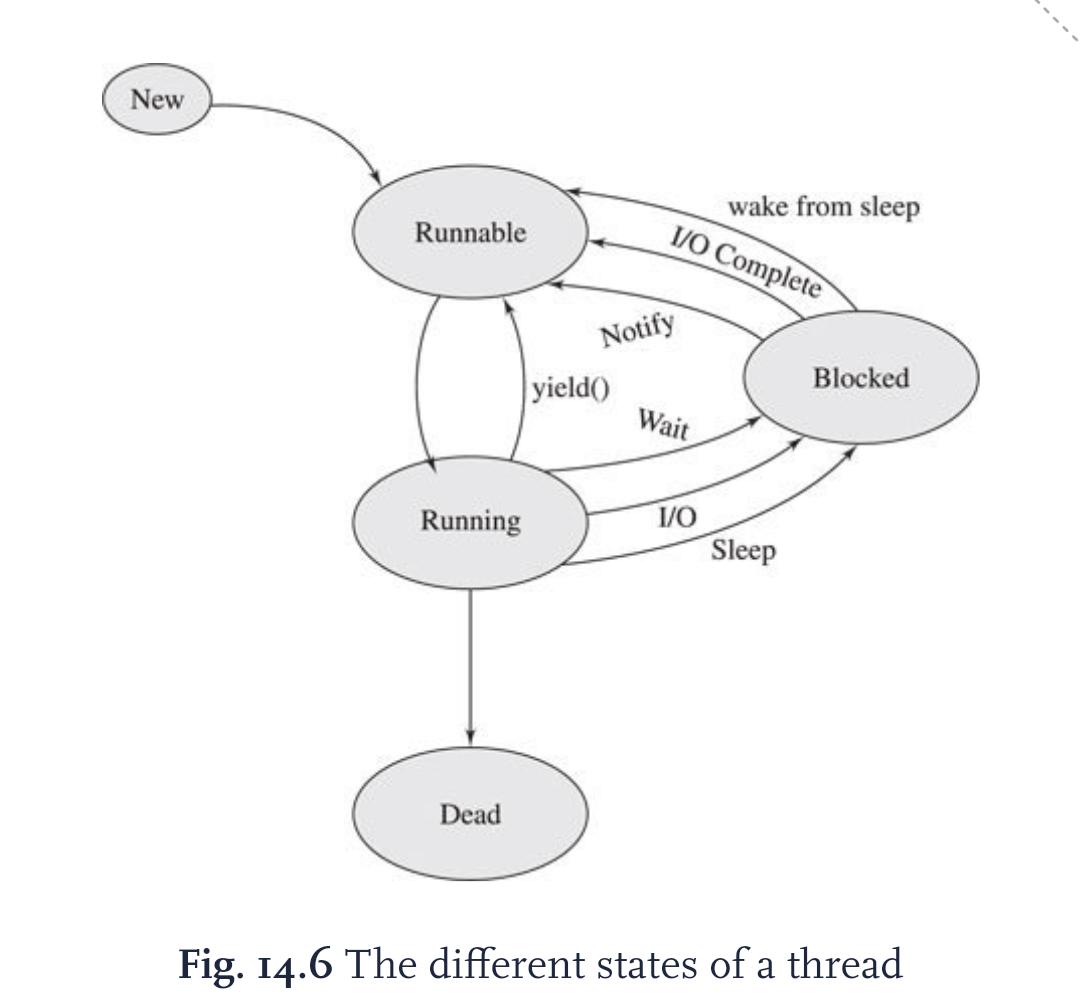 New
Runnable
wake from sleep
I/O Complete
Notify
Blocked
yield()
Wait
Running
I/O
Sleep
Dead
Fig. 14.6 The different states of a thread